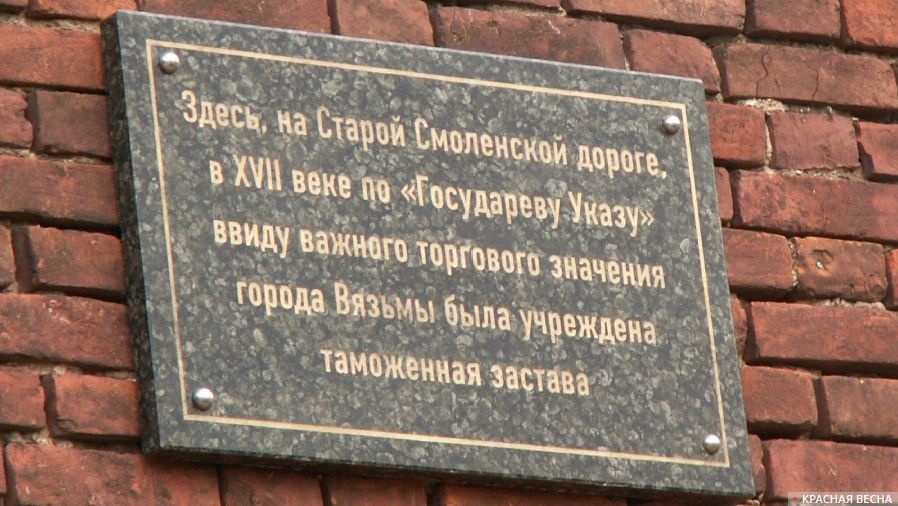 Здесь, на Старой Смоленской дороге,
в XVII веке по «Государеву Указу»
ввиду важного торгового значения
города Вязьмы была учреждена
таможенная застава
КРАСНАЯ ВЕСНА